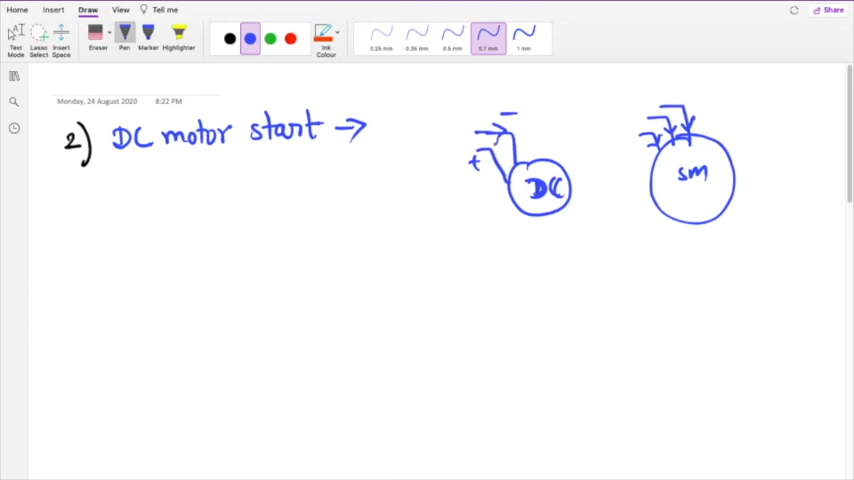 Home Insert Draw View Tell me Share
Text Mode
Lasso Select
Insert Space
Eraser
Pen
Marker
Highlighter
Ink Colour
0.25 mm
0.35 mm
0.5 mm
0.7 mm
1 mm
Monday, 24 August 2020 8:22 PM
2) DC motor start →
−
+
DC
SM